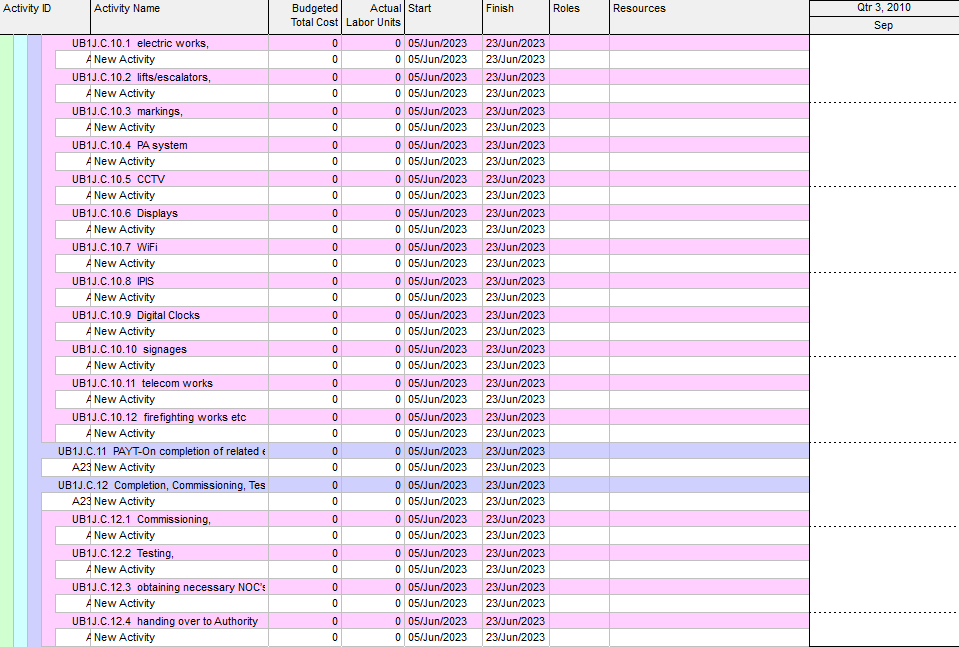 Activity ID Activity Name Budgeted Total Cost Actual Labor Units Start Finish Roles Resources Qtr 3, 2010
Sep
UB1J.C.10.1 electric works, 0 0 05/Jun/2023 23/Jun/2023
A New Activity 0 0 05/Jun/2023 23/Jun/2023
UB1J.C.10.2 lifts/escalators, 0 0 05/Jun/2023 23/Jun/2023
A New Activity 0 0 05/Jun/2023 23/Jun/2023
UB1J.C.10.3 markings, 0 0 05/Jun/2023 23/Jun/2023
A New Activity 0 0 05/Jun/2023 23/Jun/2023
UB1J.C.10.4 PA system 0 0 05/Jun/2023 23/Jun/2023
A New Activity 0 0 05/Jun/2023 23/Jun/2023
UB1J.C.10.5 CCTV 0 0 05/Jun/2023 23/Jun/2023
A New Activity 0 0 05/Jun/2023 23/Jun/2023
UB1J.C.10.6 Displays 0 0 05/Jun/2023 23/Jun/2023
A New Activity 0 0 05/Jun/2023 23/Jun/2023
UB1J.C.10.7 WiFi 0 0 05/Jun/2023 23/Jun/2023
A New Activity 0 0 05/Jun/2023 23/Jun/2023
UB1J.C.10.8 IPIS 0 0 05/Jun/2023 23/Jun/2023
A New Activity 0 0 05/Jun/2023 23/Jun/2023
UB1J.C.10.9 Digital Clocks 0 0 05/Jun/2023 23/Jun/2023
A New Activity 0 0 05/Jun/2023 23/Jun/2023
UB1J.C.10.10 signages 0 0 05/Jun/2023 23/Jun/2023
A New Activity 0 0 05/Jun/2023 23/Jun/2023
UB1J.C.10.11 telecom works 0 0 05/Jun/2023 23/Jun/2023
A New Activity 0 0 05/Jun/2023 23/Jun/2023
UB1J.C.10.12 firefighting works etc 0 0 05/Jun/2023 23/Jun/2023
A New Activity 0 0 05/Jun/2023 23/Jun/2023
UB1J.C.11 PAYT-On completion of related e 0 0 05/Jun/2023 23/Jun/2023
A23 New Activity 0 0 05/Jun/2023 23/Jun/2023
UB1J.C.12 Completion, Commissioning, Tes 0 0 05/Jun/2023 23/Jun/2023
A23 New Activity 0 0 05/Jun/2023 23/Jun/2023
UB1J.C.12.1 Commissioning, 0 0 05/Jun/2023 23/Jun/2023
A New Activity 0 0 05/Jun/2023 23/Jun/2023
UB1J.C.12.2 Testing, 0 0 05/Jun/2023 23/Jun/2023
A New Activity 0 0 05/Jun/2023 23/Jun/2023
UB1J.C.12.3 obtaining necessary NOC's 0 0 05/Jun/2023 23/Jun/2023
A New Activity 0 0 05/Jun/2023 23/Jun/2023
UB1J.C.12.4 handing over to Authority 0 0 05/Jun/2023 23/Jun/2023
A New Activity 0 0 05/Jun/2023 23/Jun/2023